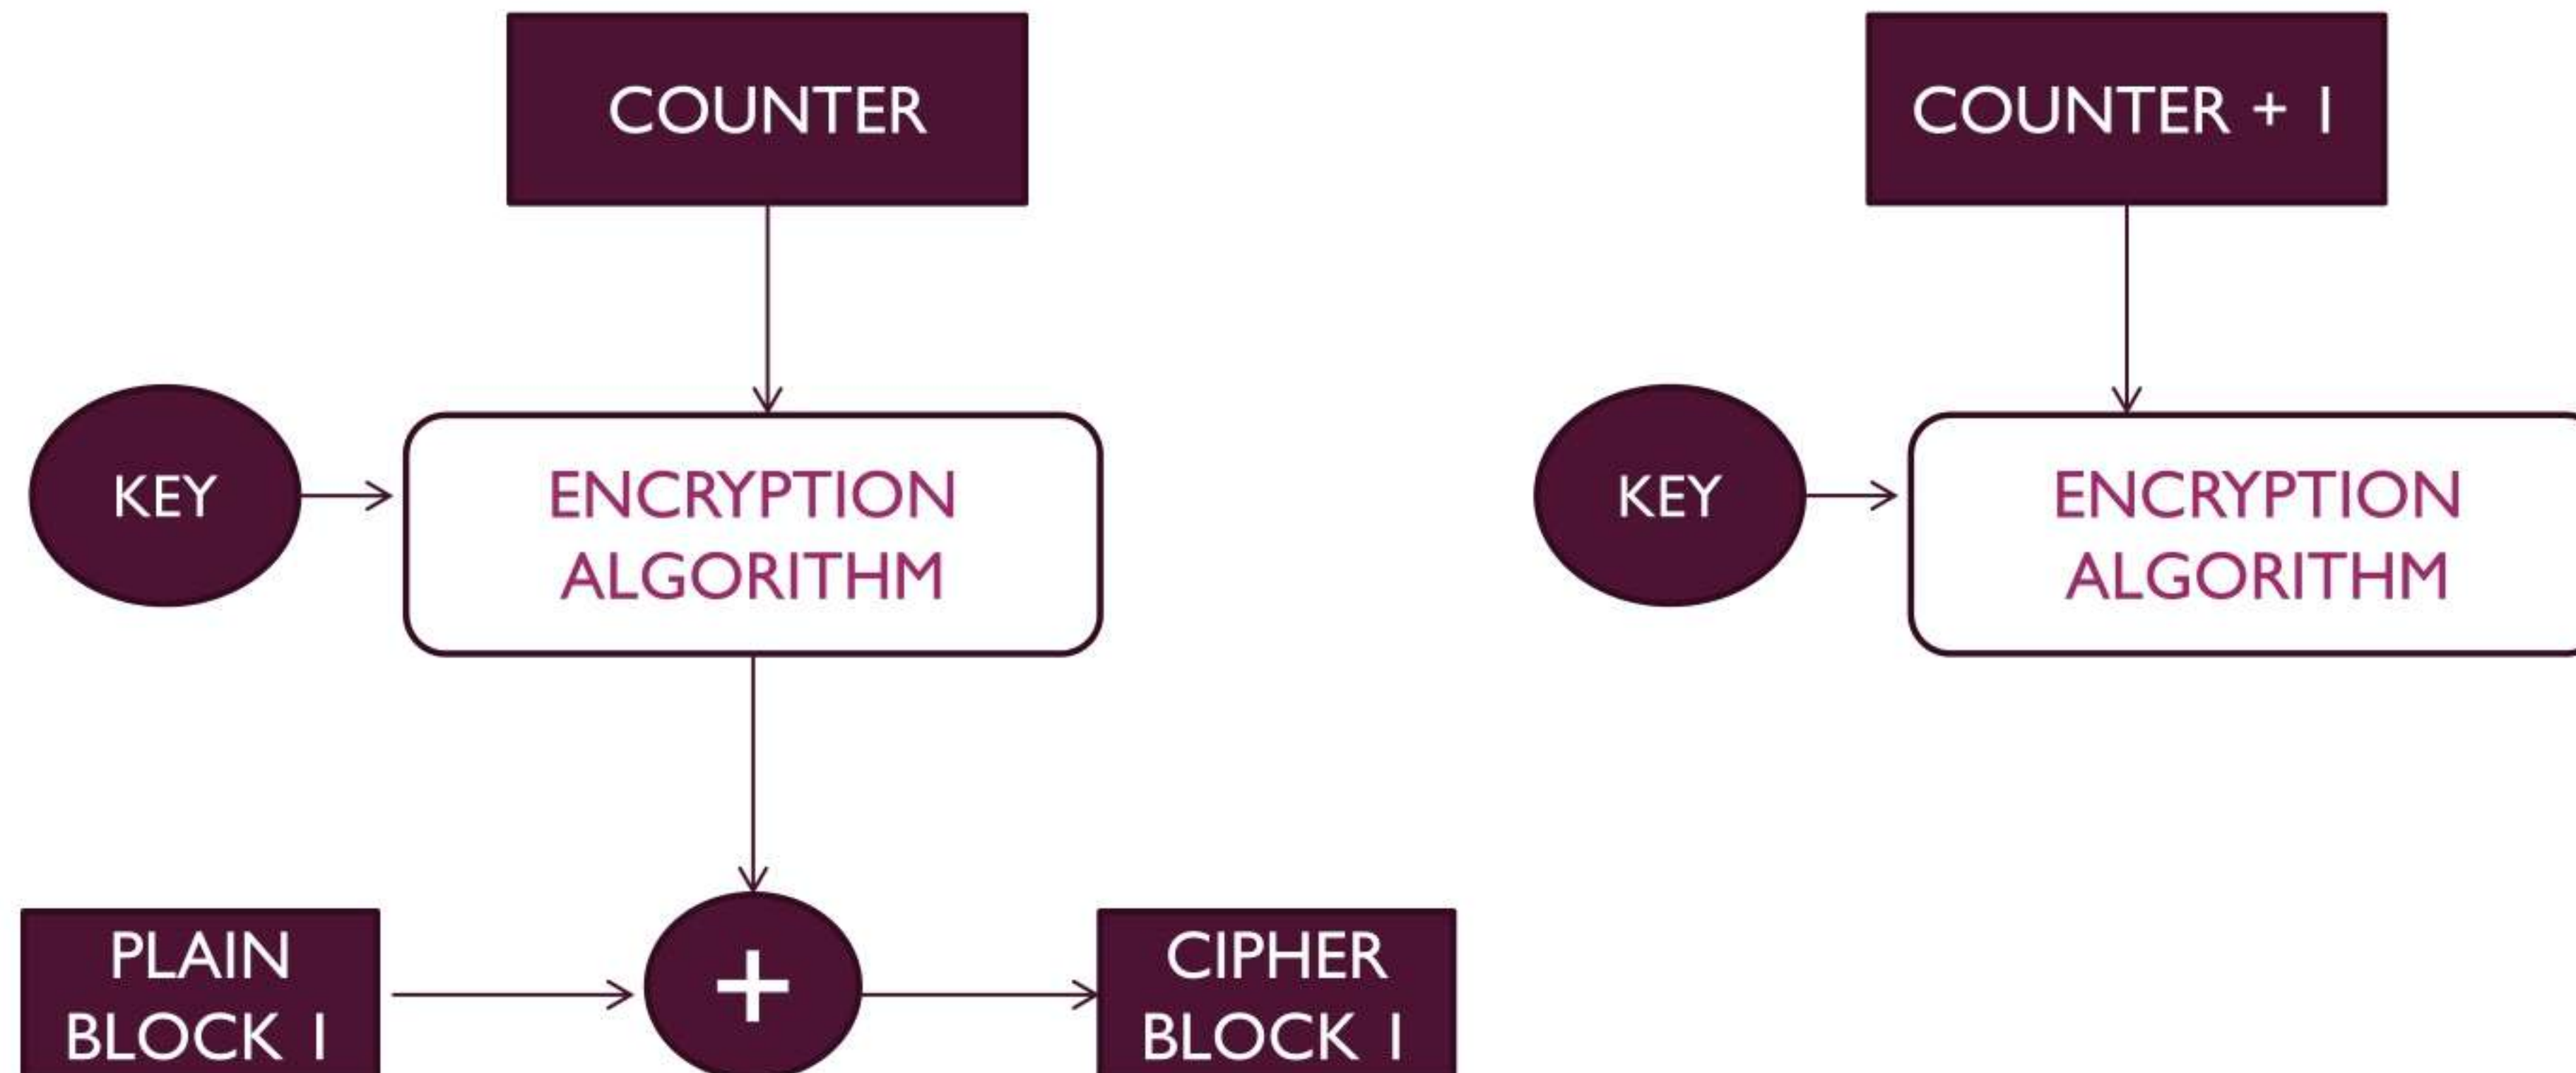 COUNTER
COUNTER + 1
KEY
ENCRYPTION
ALGORITHM
KEY
ENCRYPTION
ALGORITHM
PLAIN
BLOCK 1
+
CIPHER
BLOCK 1